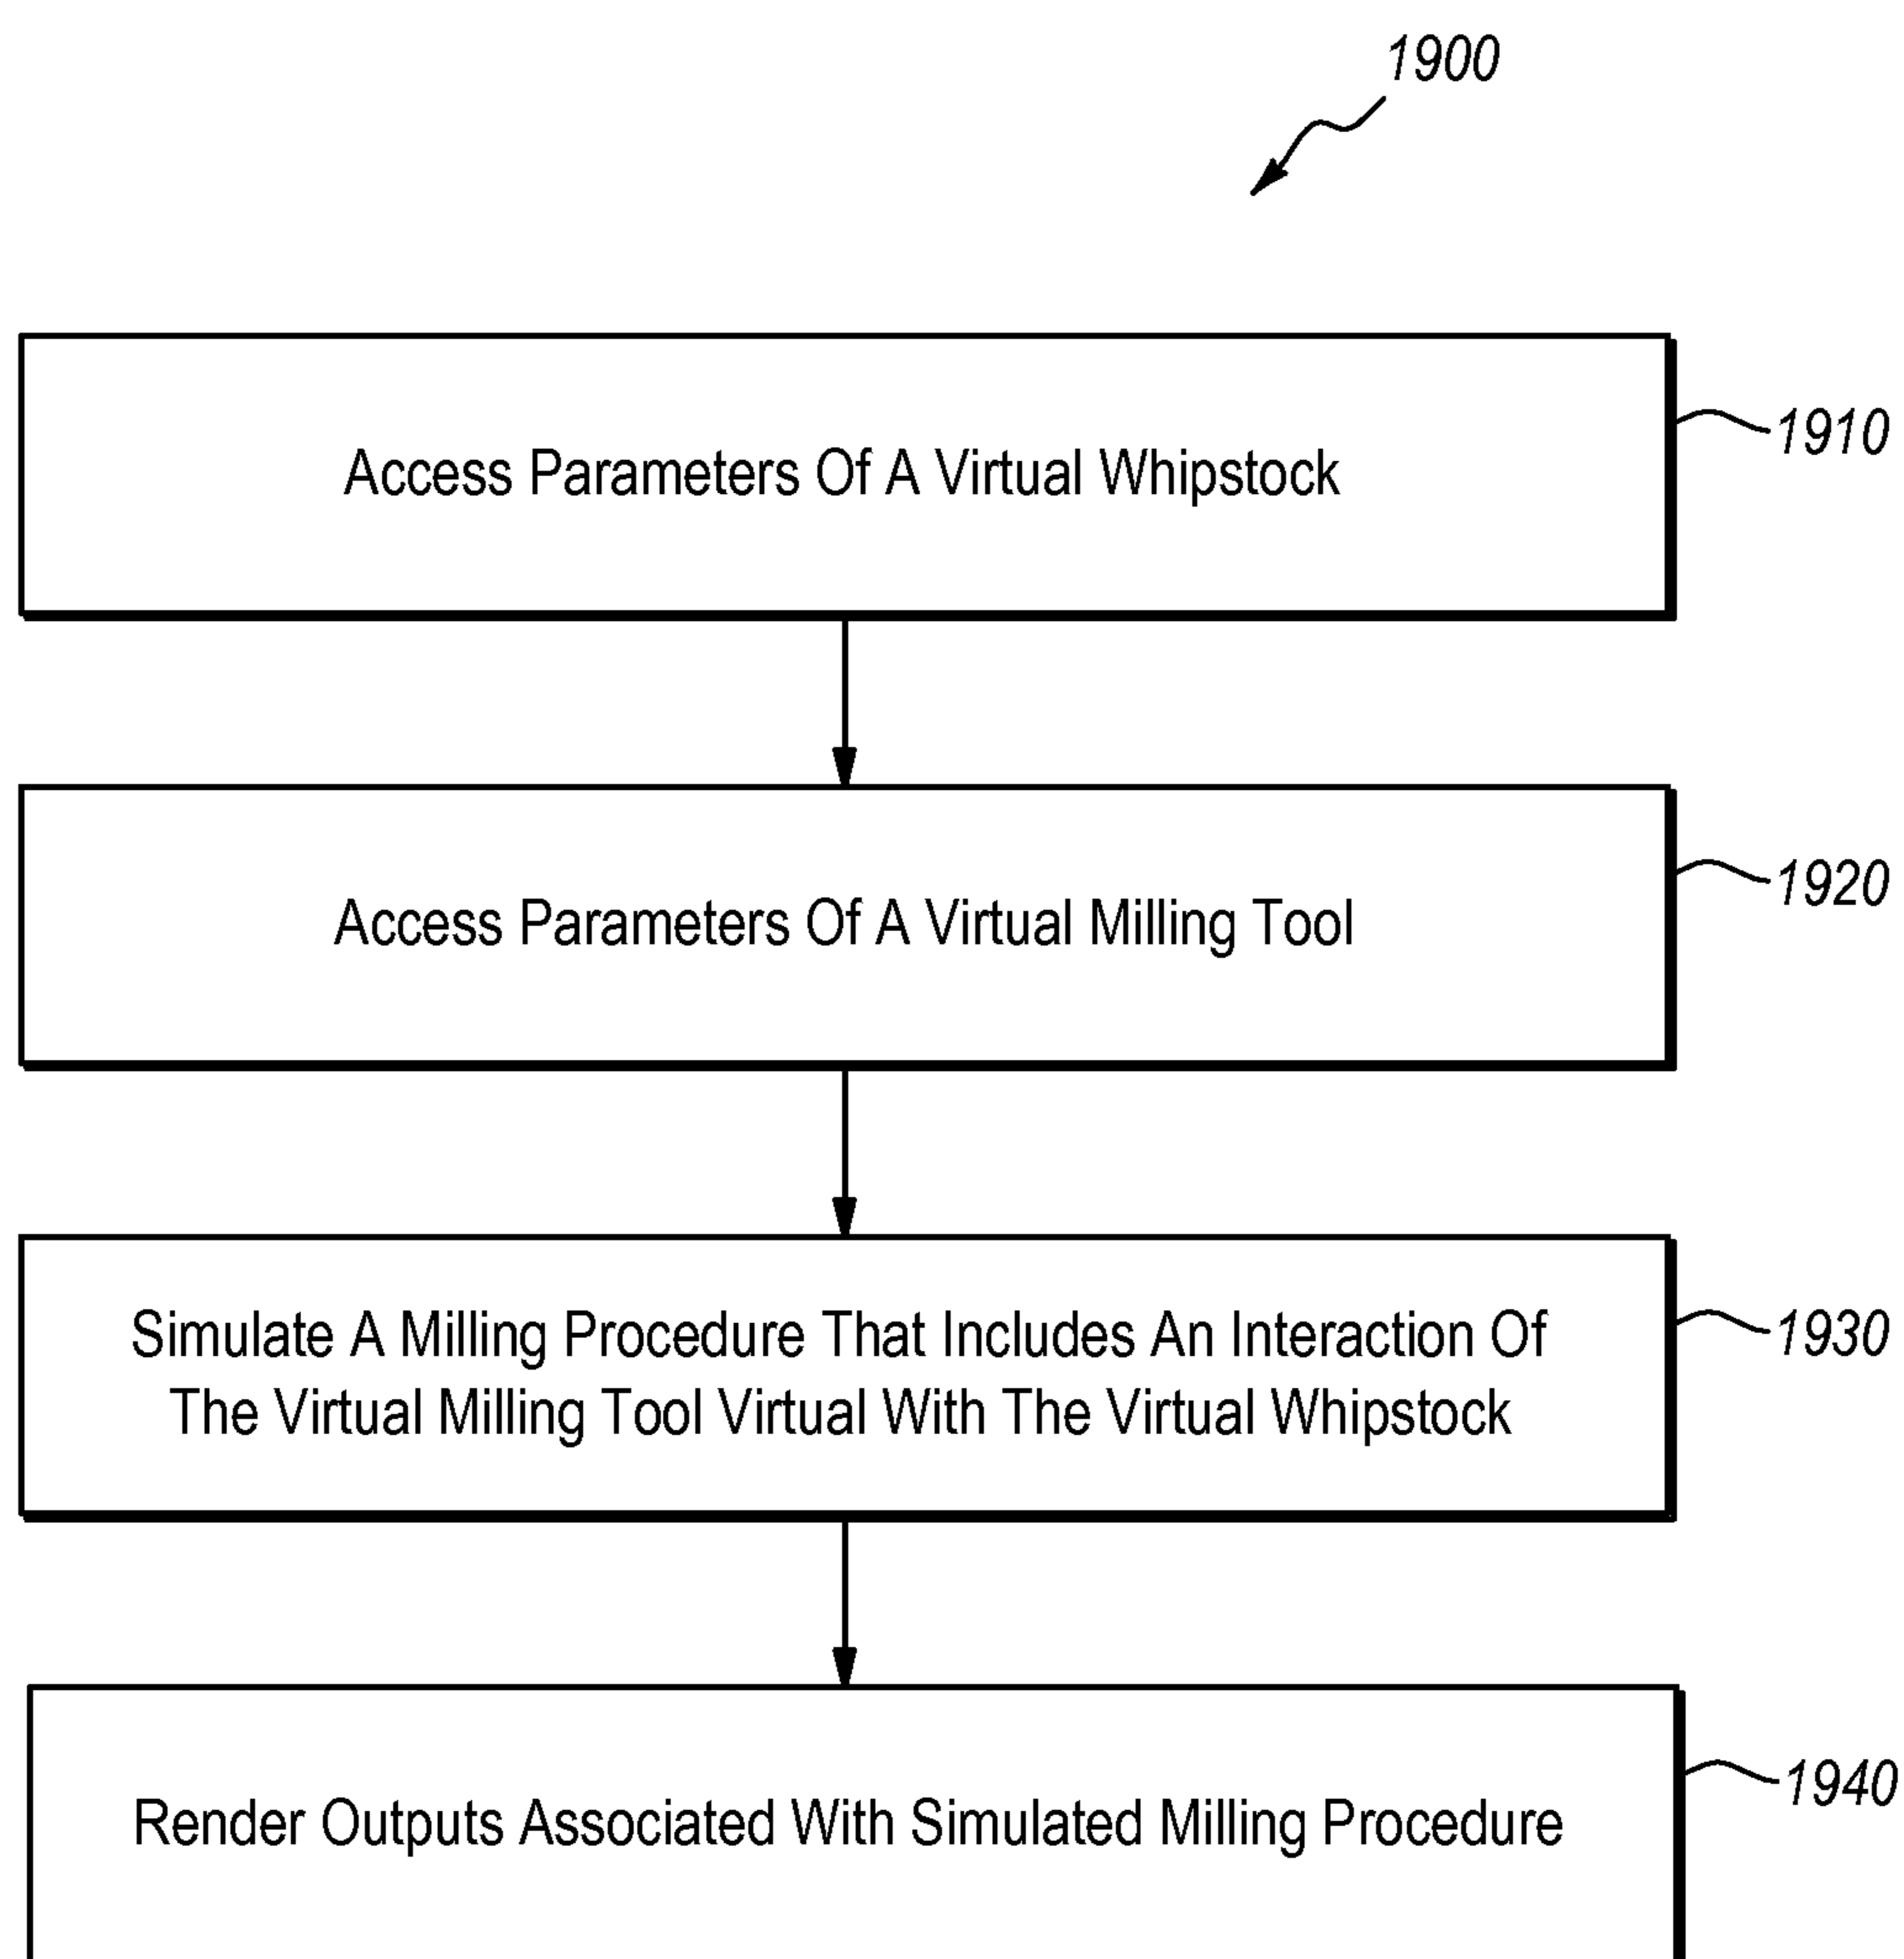 1900
Access Parameters Of A Virtual Whipstock
1910
Access Parameters Of A Virtual Milling Tool
1920
Simulate A Milling Procedure That Includes An Interaction Of
The Virtual Milling Tool Virtual With The Virtual Whipstock
1930
Render Outputs Associated With Simulated Milling Procedure
1940